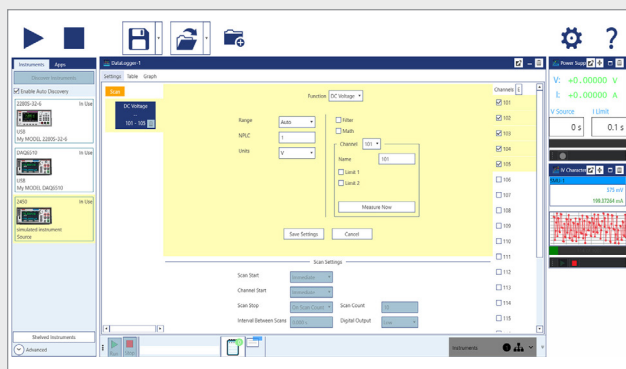 Instruments Apps
Discover Instruments
Enable Auto Discovery
2280S-32-6 In Use
USB
My MODEL 2280S-32-6
DAQ6510 In Use
USB
My MODEL DAQ6510
2450 In Use
simulated instrument
Source
Shelved Instruments
Advanced
DataLogger-1
Settings Table Graph
Scan
DC Voltage
...
101 - 105
Function DC Voltage
Range Auto
NPLC 1
Units V
Filter
Math
Channel 101
Name 101
Limit 1
Limit 2
Measure Now
Save Settings Cancel
Scan Settings
Scan Start Immediate
Channel Start Immediate
Scan Stop On Scan Count Scan Count 10
Interval Between Scans Digital Output
Channels
101
102
103
104
105
106
107
108
109
110
111
112
113
114
115
Run Stop
Instruments
Power Supp
V: +0.00000 V
I: +0.00000 A
V Source I Limit
0 s 0.1 s
IV Character
SMU-1
575 mV
198.57264 mA